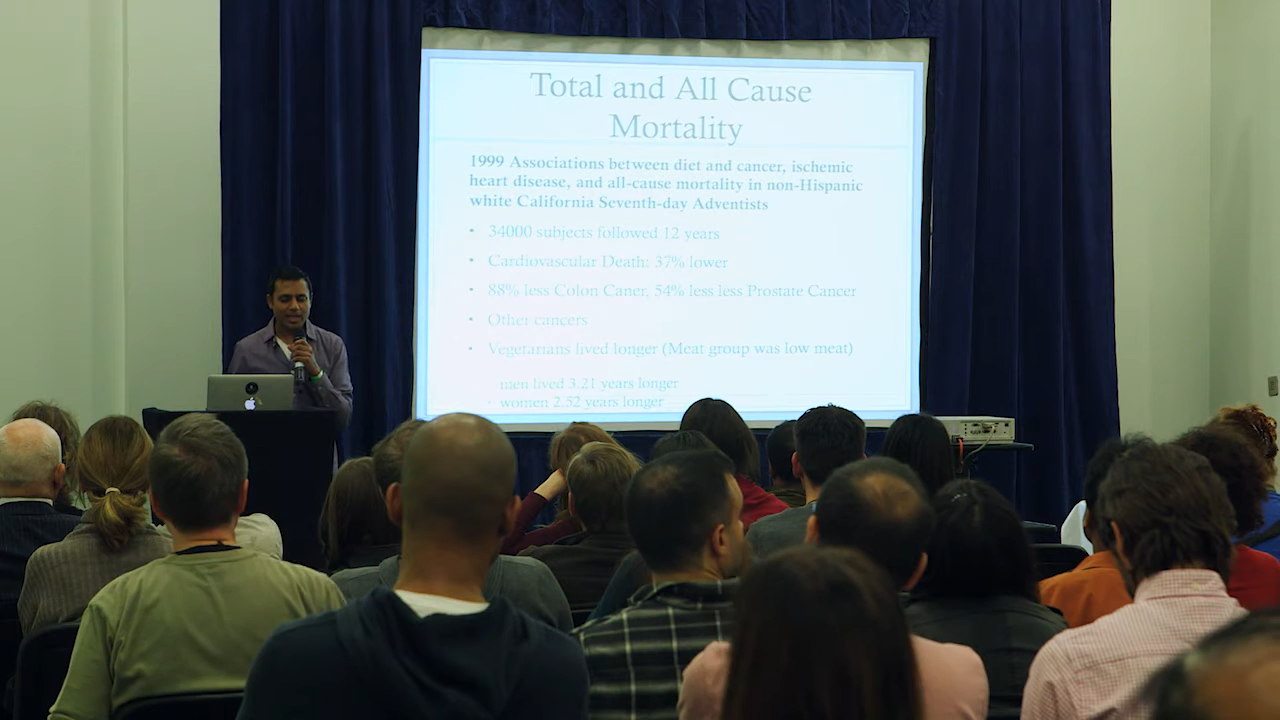 Total and All Cause
Mortality
1999 Associations between diet and cancer, ischemic
heart disease, and all-cause mortality in non-Hispanic
white California Seventh-day Adventists
• 34000 subjects followed 12 years
• Cardiovascular Death: 37% lower
• 88% less Colon Caner, 54% less less Prostate Cancer
• Other cancers
• Vegetarians lived longer (Meat group was low meat)
men lived 3.21 years longer
· women 2.52 years longer